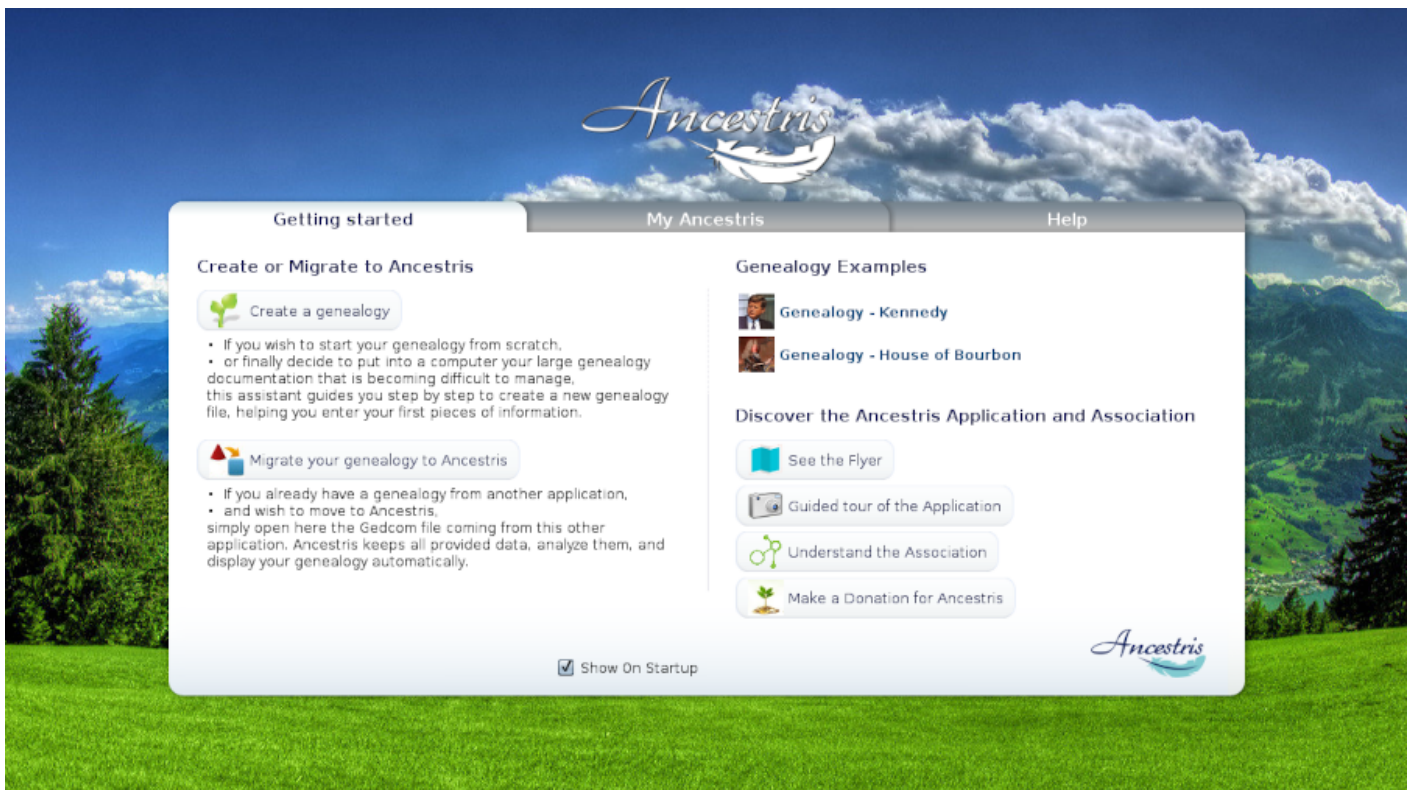 Ancestris
Getting started
My Ancestris
Help
Create or Migrate to Ancestris
Create a genealogy
• If you wish to start your genealogy from scratch,
• or finally decide to put into a computer your large genealogy
documentation that is becoming difficult to manage,
this assistant guides you step by step to create a new genealogy
file, helping you enter your first pieces of information.
Migrate your genealogy to Ancestris
• If you already have a genealogy from another application,
• and wish to move to Ancestris,
simply open here the Gedcom file coming from this other
application. Ancestris keeps all provided data, analyze them, and
display your genealogy automatically.
Genealogy Examples
Genealogy - Kennedy
Genealogy - House of Bourbon
Discover the Ancestris Application and Association
See the Flyer
Guided tour of the Application
Understand the Association
Make a Donation for Ancestris
Ancestris
Show On Startup